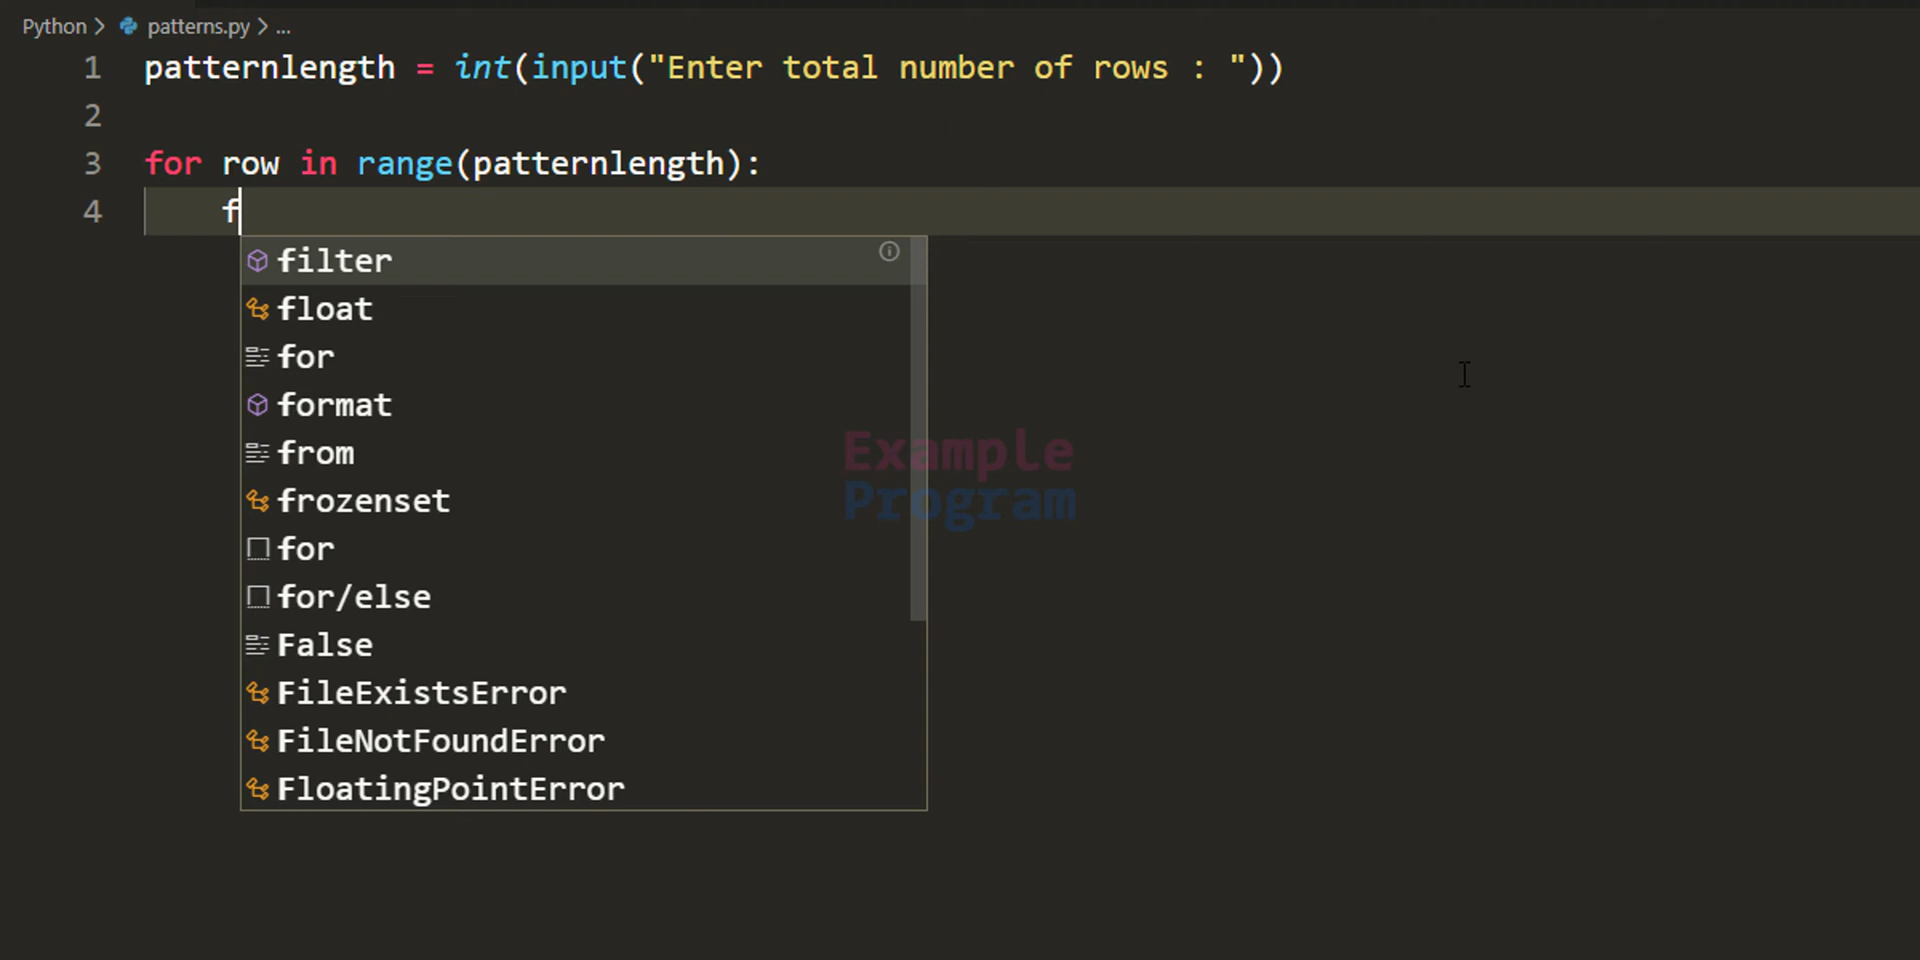 Python > patterns.py > ...
1 patternlength = int(input("Enter total number of rows : "))
2
3 for row in range(patternlength):
4 f
filter
float
for
format
from
frozenset
for
for/else
False
FileExistsError
FileNotFoundError
FloatingPointError
Example
Program